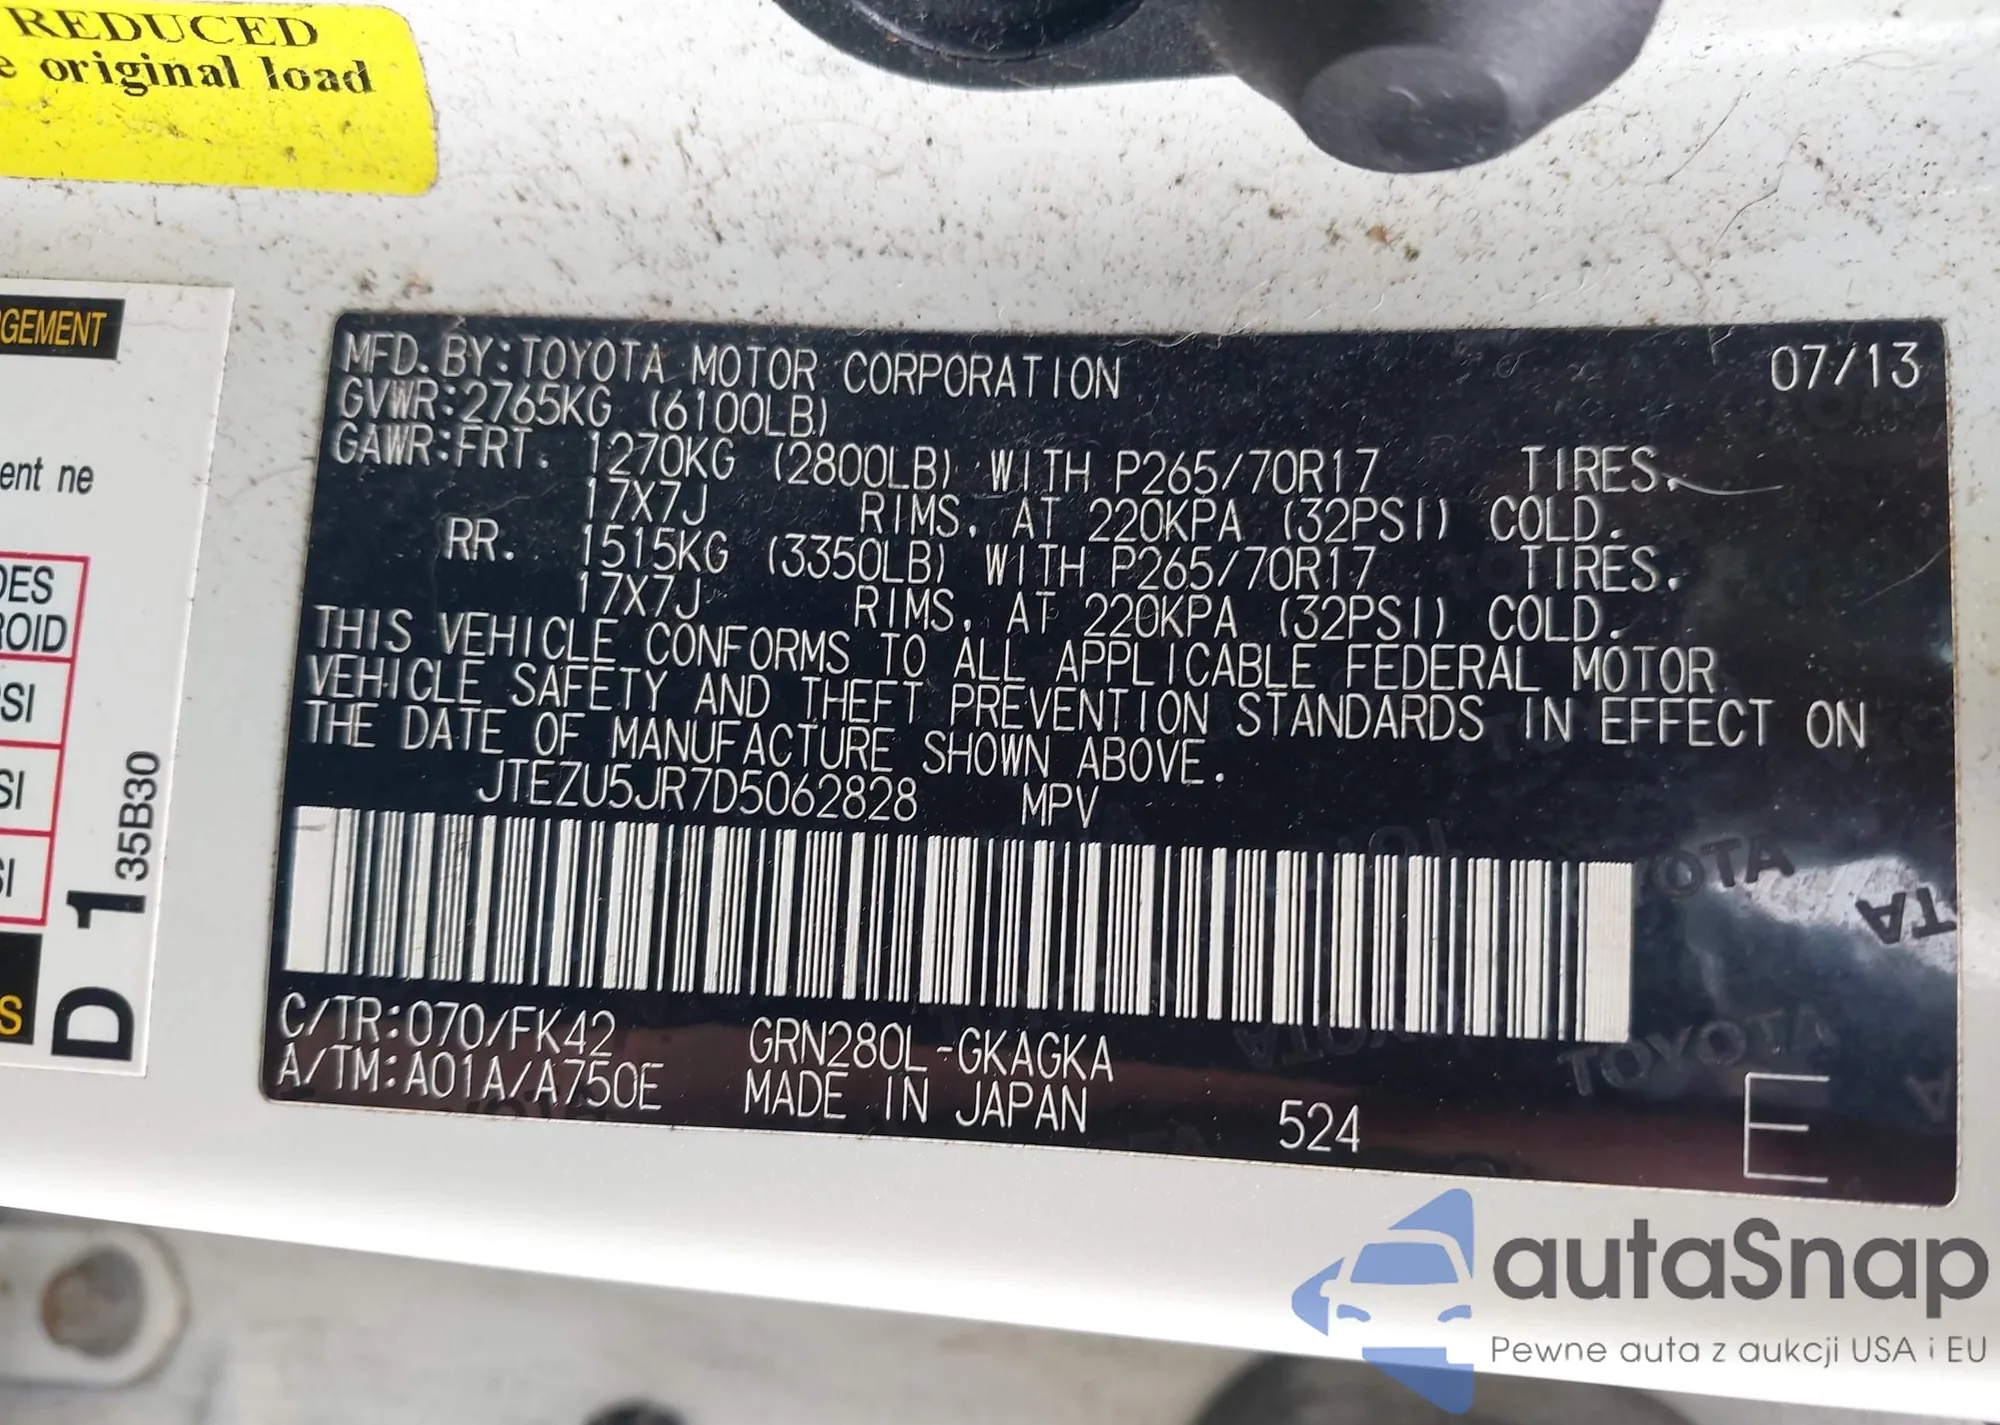 REDUCED
e original load
GEMENT
ent ne
DES
ROID
SI
SI
SI
S
D 1
35B30
MFD. BY:TOYOTA MOTOR CORPORATION 07/13
GVWR:2765KG (6100LB)
GAWR:FRT. 1270KG (2800LB) WITH P265/70R17 TIRES,
17X7J RIMS, AT 220KPA (32PSI) COLD.
RR. 1515KG (3350LB) WITH P265/70R17 TIRES,
17X7J RIMS, AT 220KPA (32PSI) COLD.
THIS VEHICLE CONFORMS TO ALL APPLICABLE FEDERAL MOTOR
VEHICLE SAFETY AND THEFT PREVENTION STANDARDS IN EFFECT ON
THE DATE OF MANUFACTURE SHOWN ABOVE.
JTEZU5JR7D5062828 MPV
C/TR:070/FK42 GRN280L-GKAGKA
A/TM:A01A/A750E MADE IN JAPAN 524 E
autaSnap
Pewne auta z aukcji USA i EU